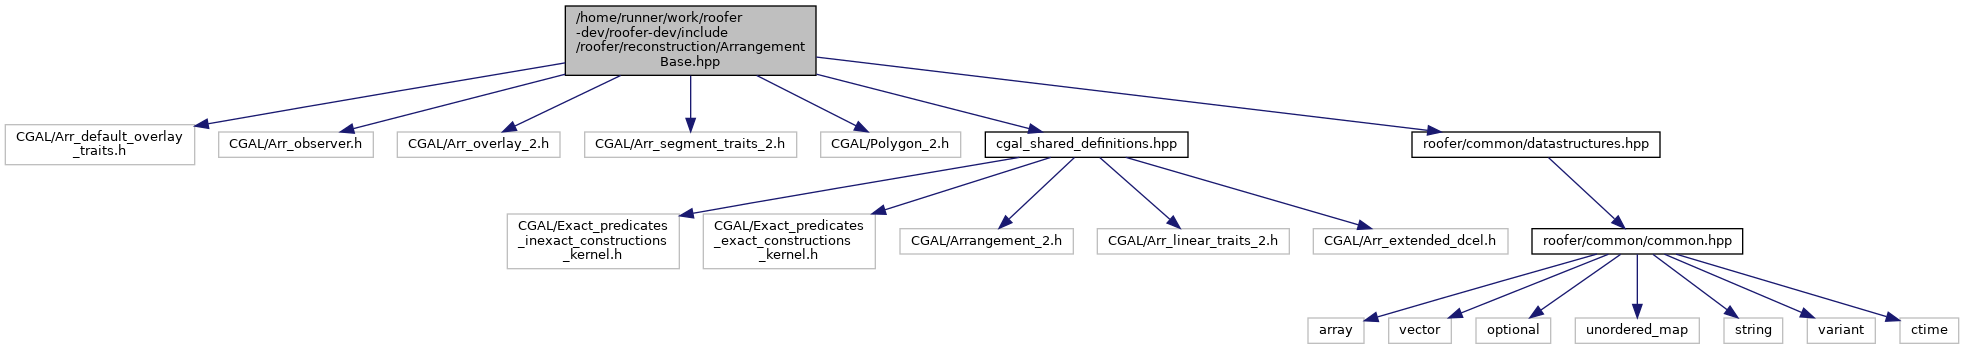 /home/runner/work/roofer
-dev/roofer-dev/include
/roofer/reconstruction/Arrangement
Base.hpp
CGAL/Arr_default_overlay
_traits.h
CGAL/Arr_observer.h
CGAL/Arr_overlay_2.h
CGAL/Arr_segment_traits_2.h
CGAL/Polygon_2.h
cgal_shared_definitions.hpp
roofer/common/datastructures.hpp
CGAL/Exact_predicates
_inexact_constructions
_kernel.h
CGAL/Exact_predicates
_exact_constructions
_kernel.h
CGAL/Arrangement_2.h
CGAL/Arr_linear_traits_2.h
CGAL/Arr_extended_dcel.h
roofer/common/common.hpp
array
vector
optional
unordered_map
string
variant
ctime